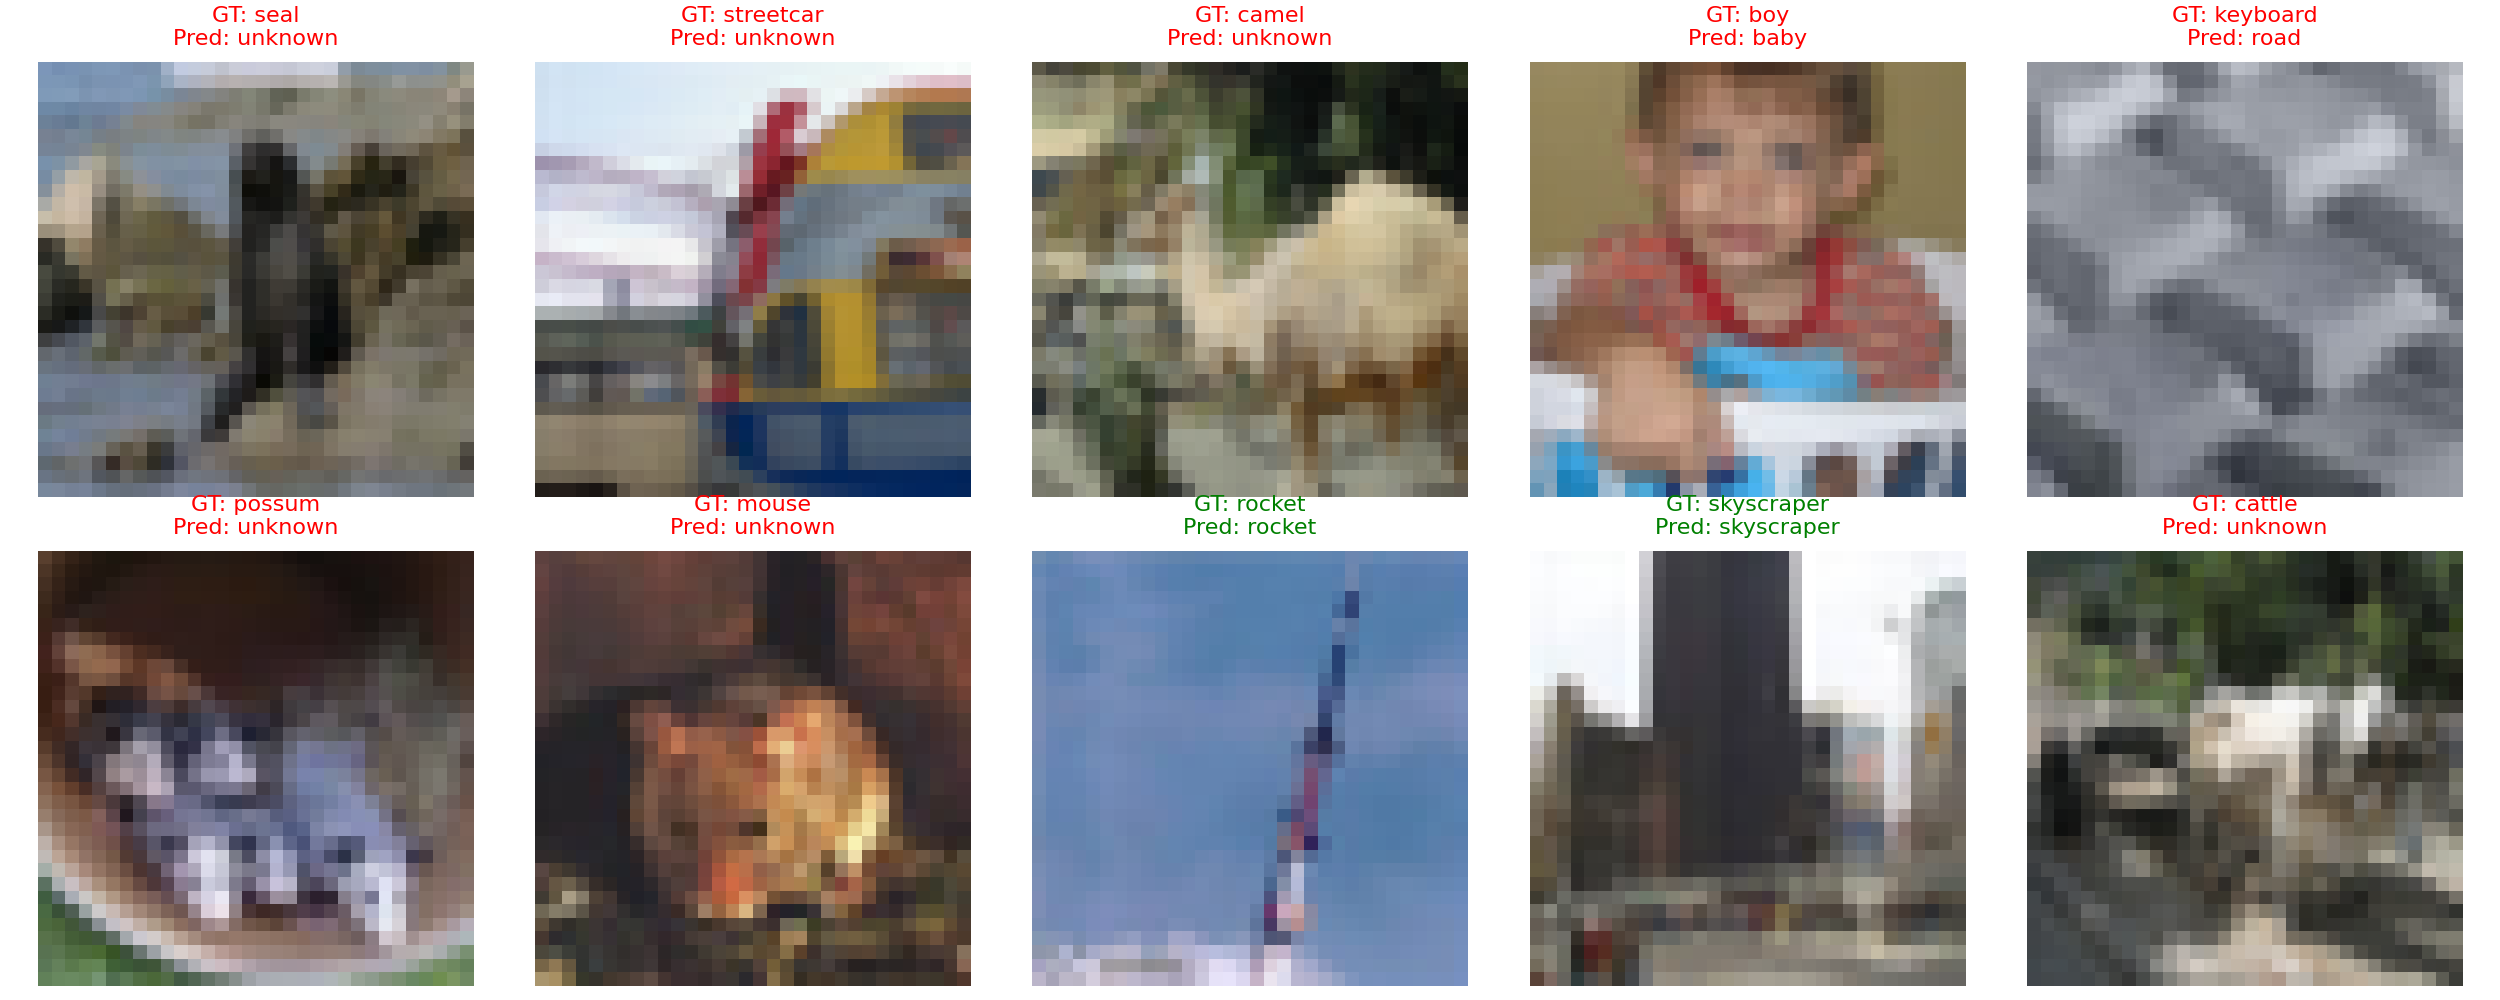 GT: seal
Pred: unknown
GT: streetcar
Pred: unknown
GT: camel
Pred: unknown
GT: boy
Pred: baby
GT: keyboard
Pred: road
GT: possum
Pred: unknown
GT: mouse
Pred: unknown
GT: rocket
Pred: rocket
GT: skyscraper
Pred: skyscraper
GT: cattle
Pred: unknown